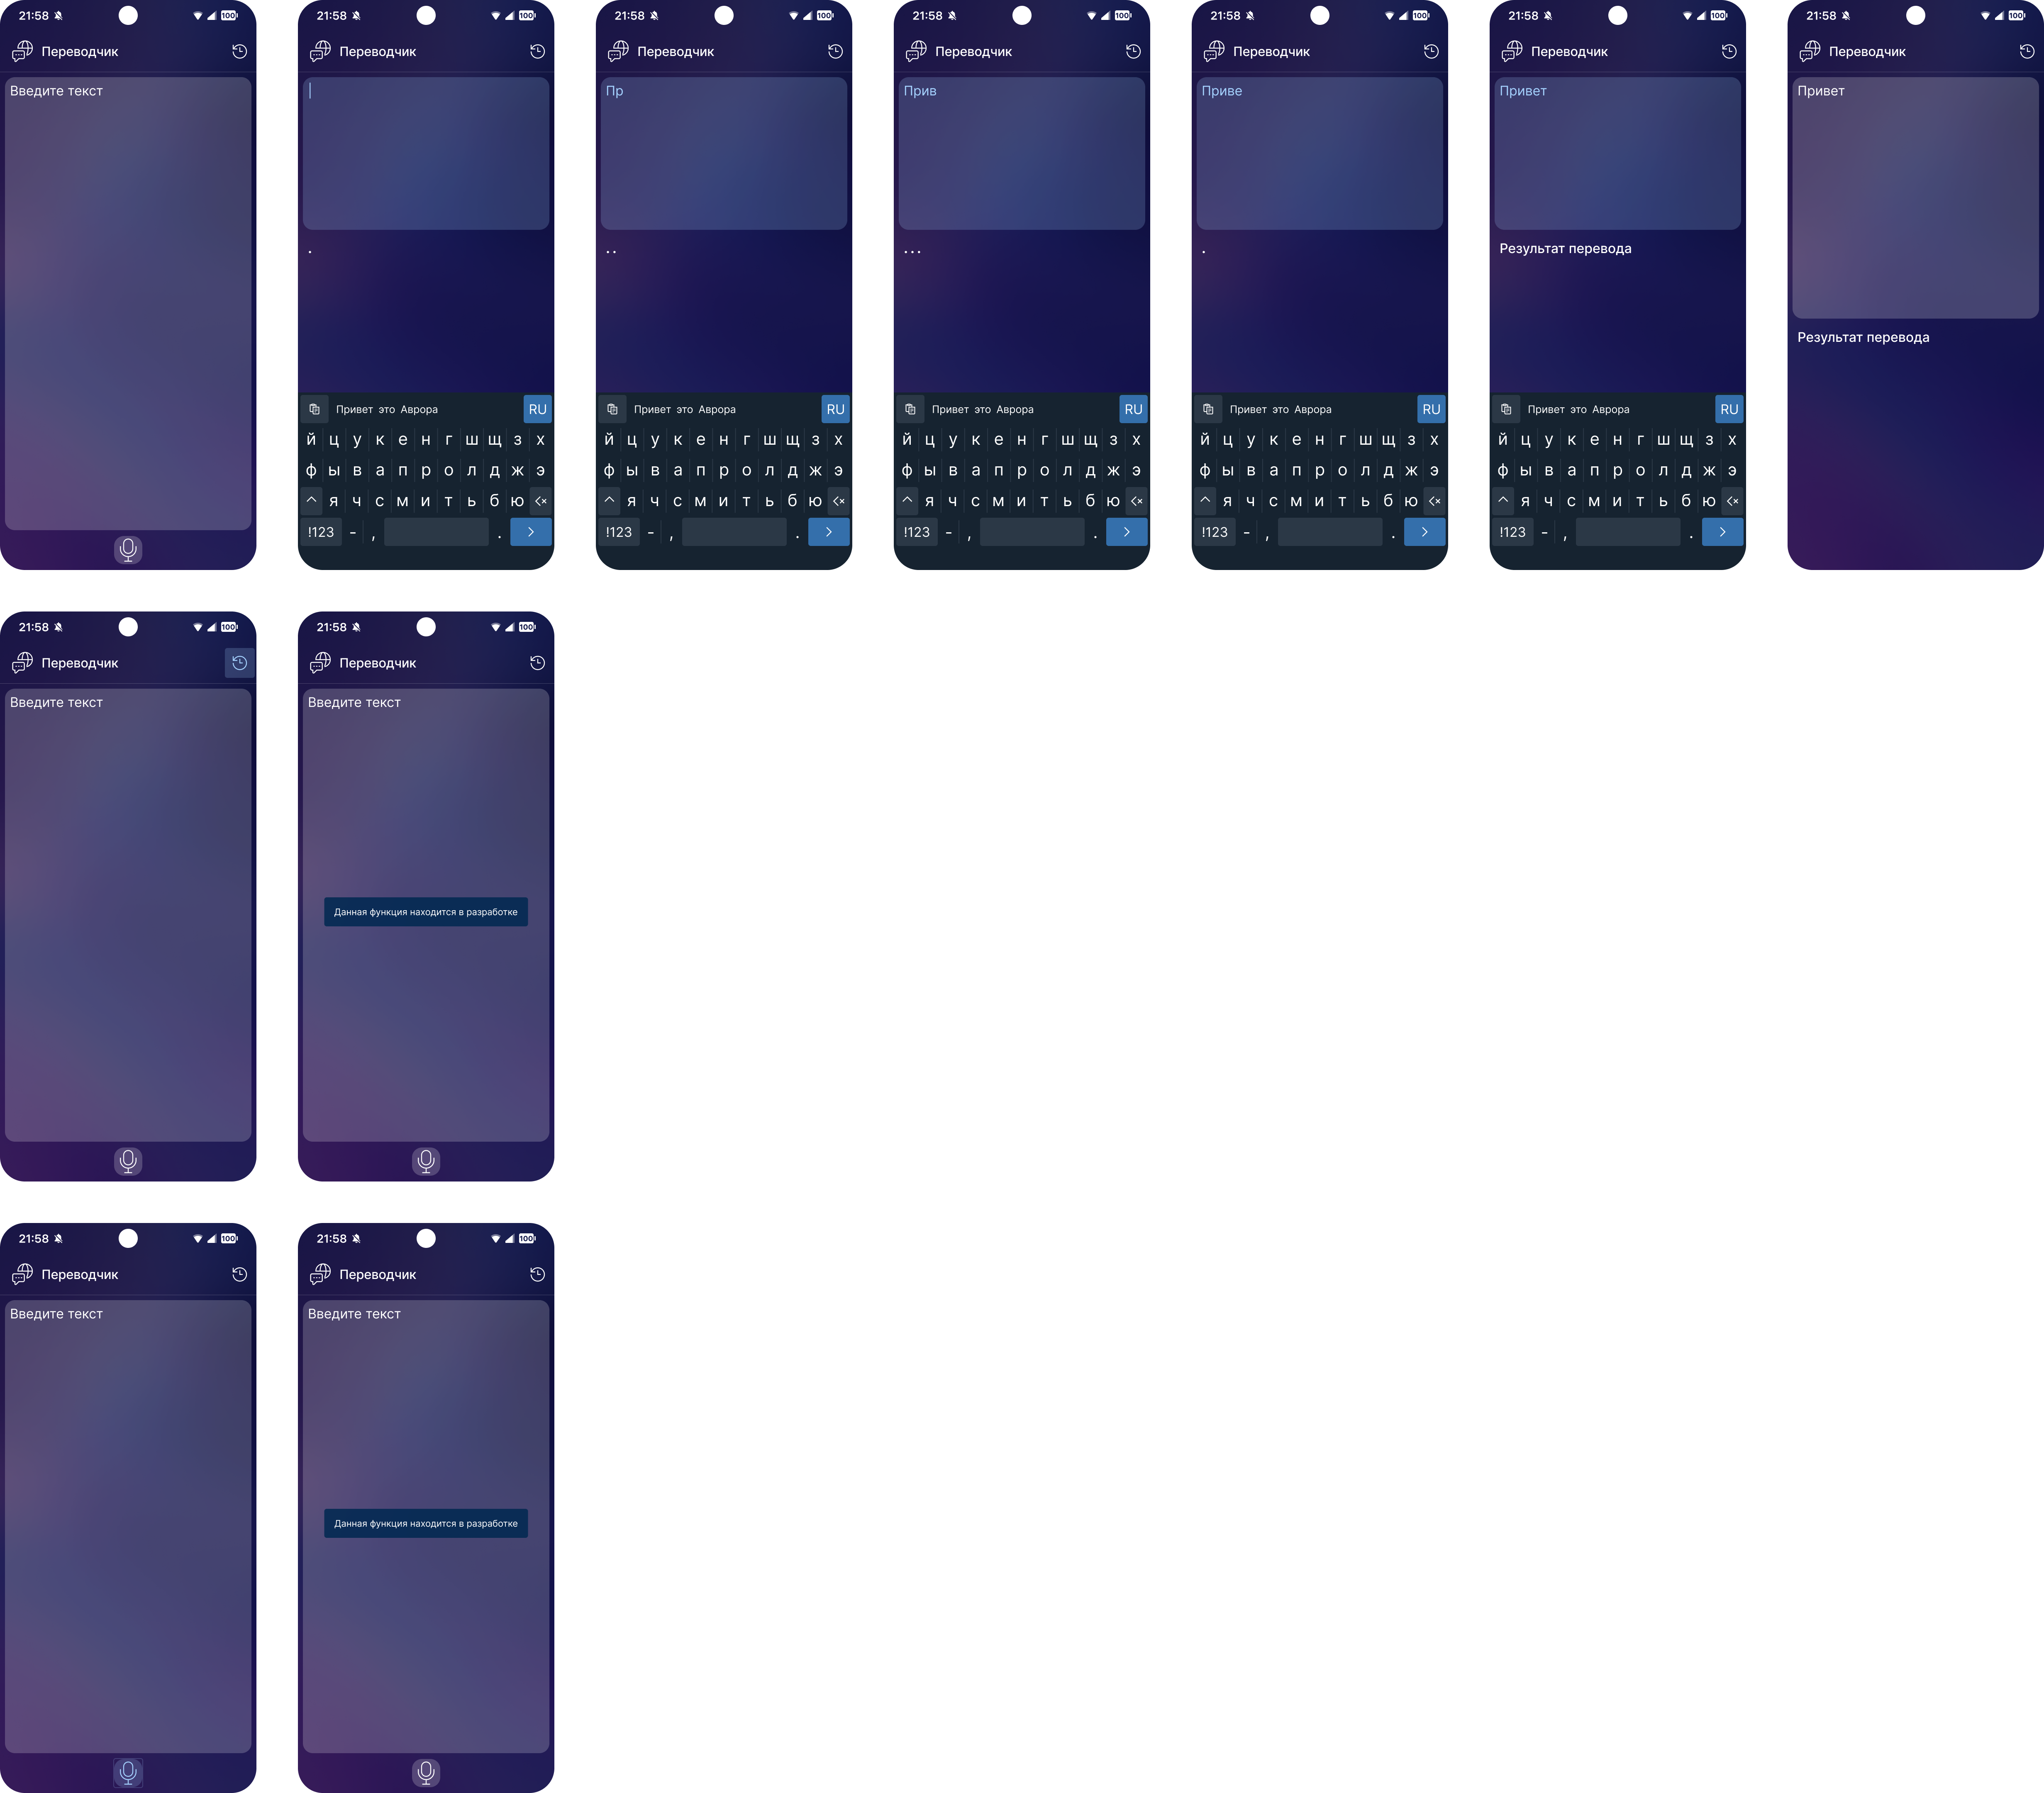 21:58 100
Переводчик
Введите текст
21:58 100
Переводчик
.
Привет это Аврора RU
й ц у к е н г ш щ з х
ф ы в а п р о л д ж э
я ч с м и т ь б ю
!123 - , .
21:58 100
Переводчик
Пр
..
Привет это Аврора RU
й ц у к е н г ш щ з х
ф ы в а п р о л д ж э
я ч с м и т ь б ю
!123 - , .
21:58 100
Переводчик
Прив
...
Привет это Аврора RU
й ц у к е н г ш щ з х
ф ы в а п р о л д ж э
я ч с м и т ь б ю
!123 - , .
21:58 100
Переводчик
Приве
.
Привет это Аврора RU
й ц у к е н г ш щ з х
ф ы в а п р о л д ж э
я ч с м и т ь б ю
!123 - , .
21:58 100
Переводчик
Привет
Результат перевода
Привет это Аврора RU
й ц у к е н г ш щ з х
ф ы в а п р о л д ж э
я ч с м и т ь б ю
!123 - , .
21:58 100
Переводчик
Привет
Результат перевода
21:58 100
Переводчик
Введите текст
21:58 100
Переводчик
Введите текст
Данная функция находится в разработке
21:58 100
Переводчик
Введите текст
21:58 100
Переводчик
Введите текст
Данная функция находится в разработке